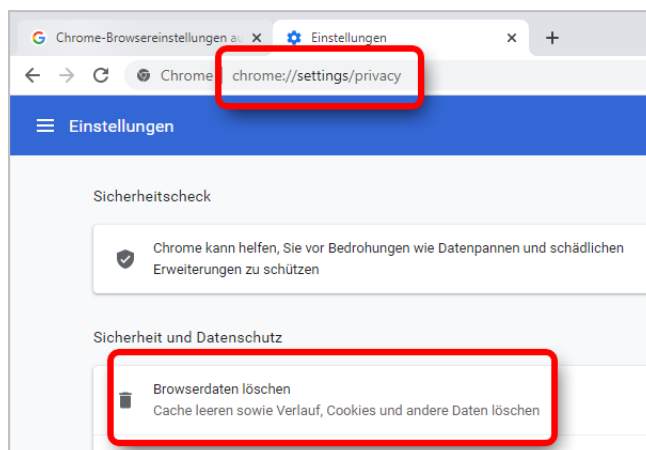 Chrome-Browsereinstellungen au
Einstellungen
Chrome
chrome://settings/privacy
Einstellungen
Sicherheitscheck
Chrome kann helfen, Sie vor Bedrohungen wie Datenpannen und schädlichen
Erweiterungen zu schützen
Sicherheit und Datenschutz
Browserdaten löschen
Cache leeren sowie Verlauf, Cookies und andere Daten löschen